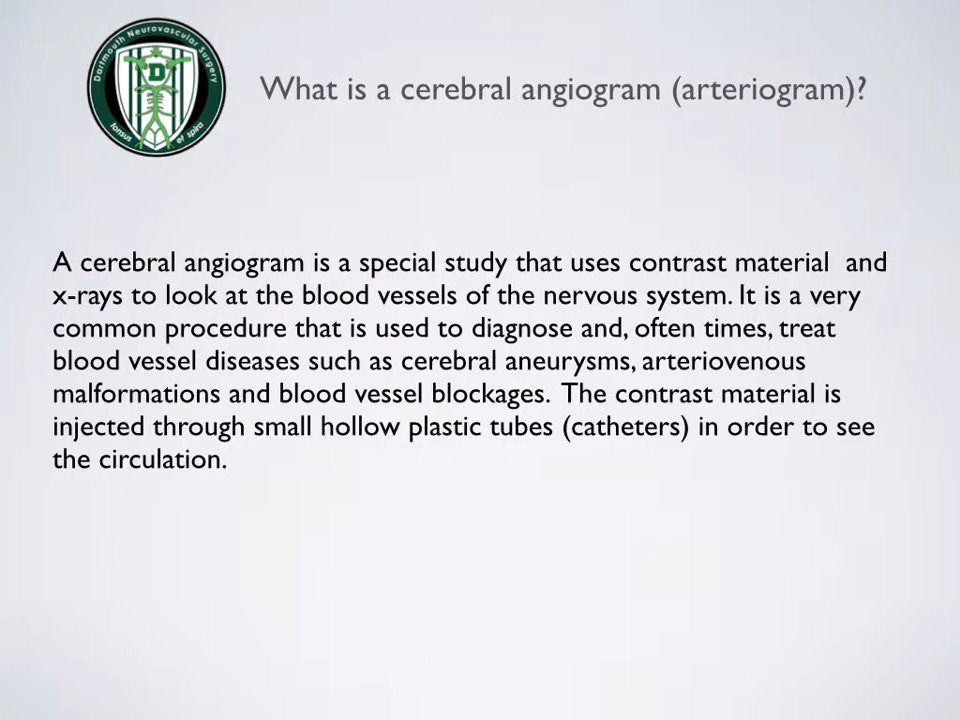 Dartmouth Neurovascular Surgery
D
What is a cerebral angiogram (arteriogram)?
A cerebral angiogram is a special study that uses contrast material  and
x-rays to look at the blood vessels of the nervous system. It is a very
common procedure that is used to diagnose and, often times, treat
blood vessel diseases such as cerebral aneurysms, arteriovenous
malformations and blood vessel blockages.  The contrast material is
injected through small hollow plastic tubes (catheters) in order to see
the circulation.